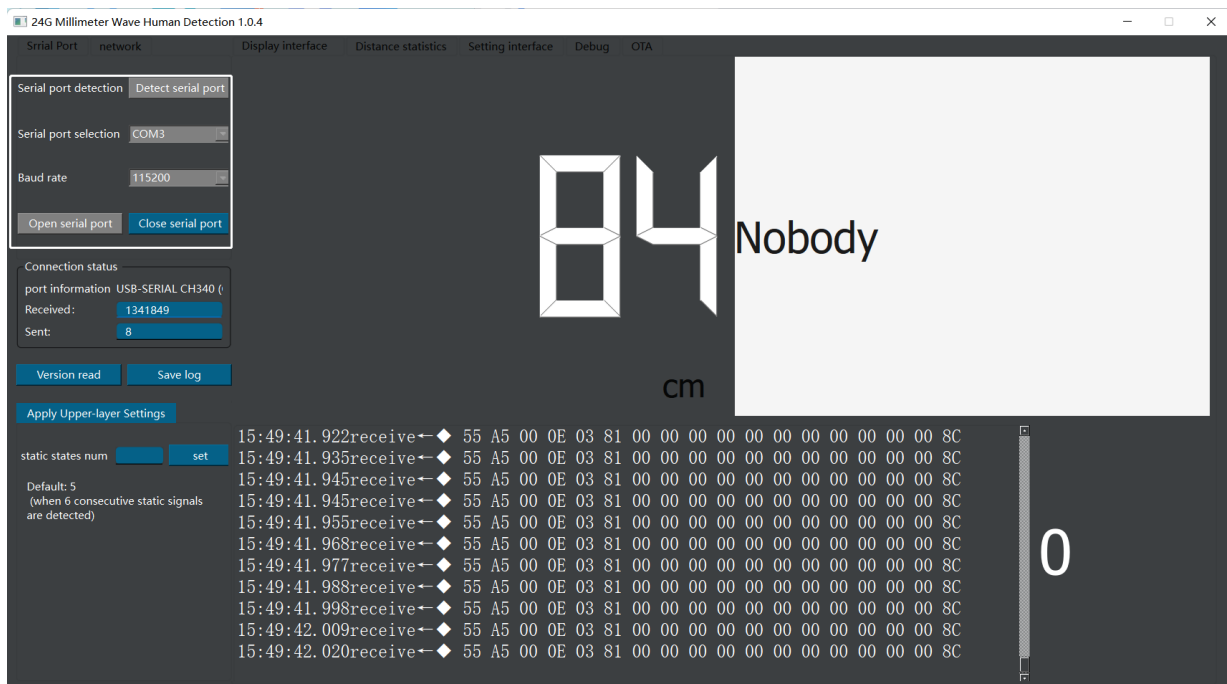 24G Millimeter Wave Human Detection 1.0.4
Srrial Port network Display interface Distance statistics Setting interface Debug OTA
Serial port detection Detect serial port
Serial port selection COM3
Baud rate 115200
Open serial port Close serial port
84
Nobody
cm
Connection status
port information USB-SERIAL CH340 (
Received: 1341849
Sent: 8
Version read Save log
Apply Upper-layer Settings
static states num set
Default: 5
(when 6 consecutive static signals
are detected)
15:49:41.922receive←◆ 55 A5 00 0E 03 81 00 00 00 00 00 00 00 00 00 00 00 8C
15:49:41.935receive←◆ 55 A5 00 0E 03 81 00 00 00 00 00 00 00 00 00 00 00 8C
15:49:41.945receive←◆ 55 A5 00 0E 03 81 00 00 00 00 00 00 00 00 00 00 00 8C
15:49:41.945receive←◆ 55 A5 00 0E 03 81 00 00 00 00 00 00 00 00 00 00 00 8C
15:49:41.955receive←◆ 55 A5 00 0E 03 81 00 00 00 00 00 00 00 00 00 00 00 8C
15:49:41.968receive←◆ 55 A5 00 0E 03 81 00 00 00 00 00 00 00 00 00 00 00 8C
15:49:41.977receive←◆ 55 A5 00 0E 03 81 00 00 00 00 00 00 00 00 00 00 00 8C
15:49:41.988receive←◆ 55 A5 00 0E 03 81 00 00 00 00 00 00 00 00 00 00 00 8C
15:49:41.998receive←◆ 55 A5 00 0E 03 81 00 00 00 00 00 00 00 00 00 00 00 8C
15:49:42.009receive←◆ 55 A5 00 0E 03 81 00 00 00 00 00 00 00 00 00 00 00 8C
15:49:42.020receive←◆ 55 A5 00 0E 03 81 00 00 00 00 00 00 00 00 00 00 00 8C
0